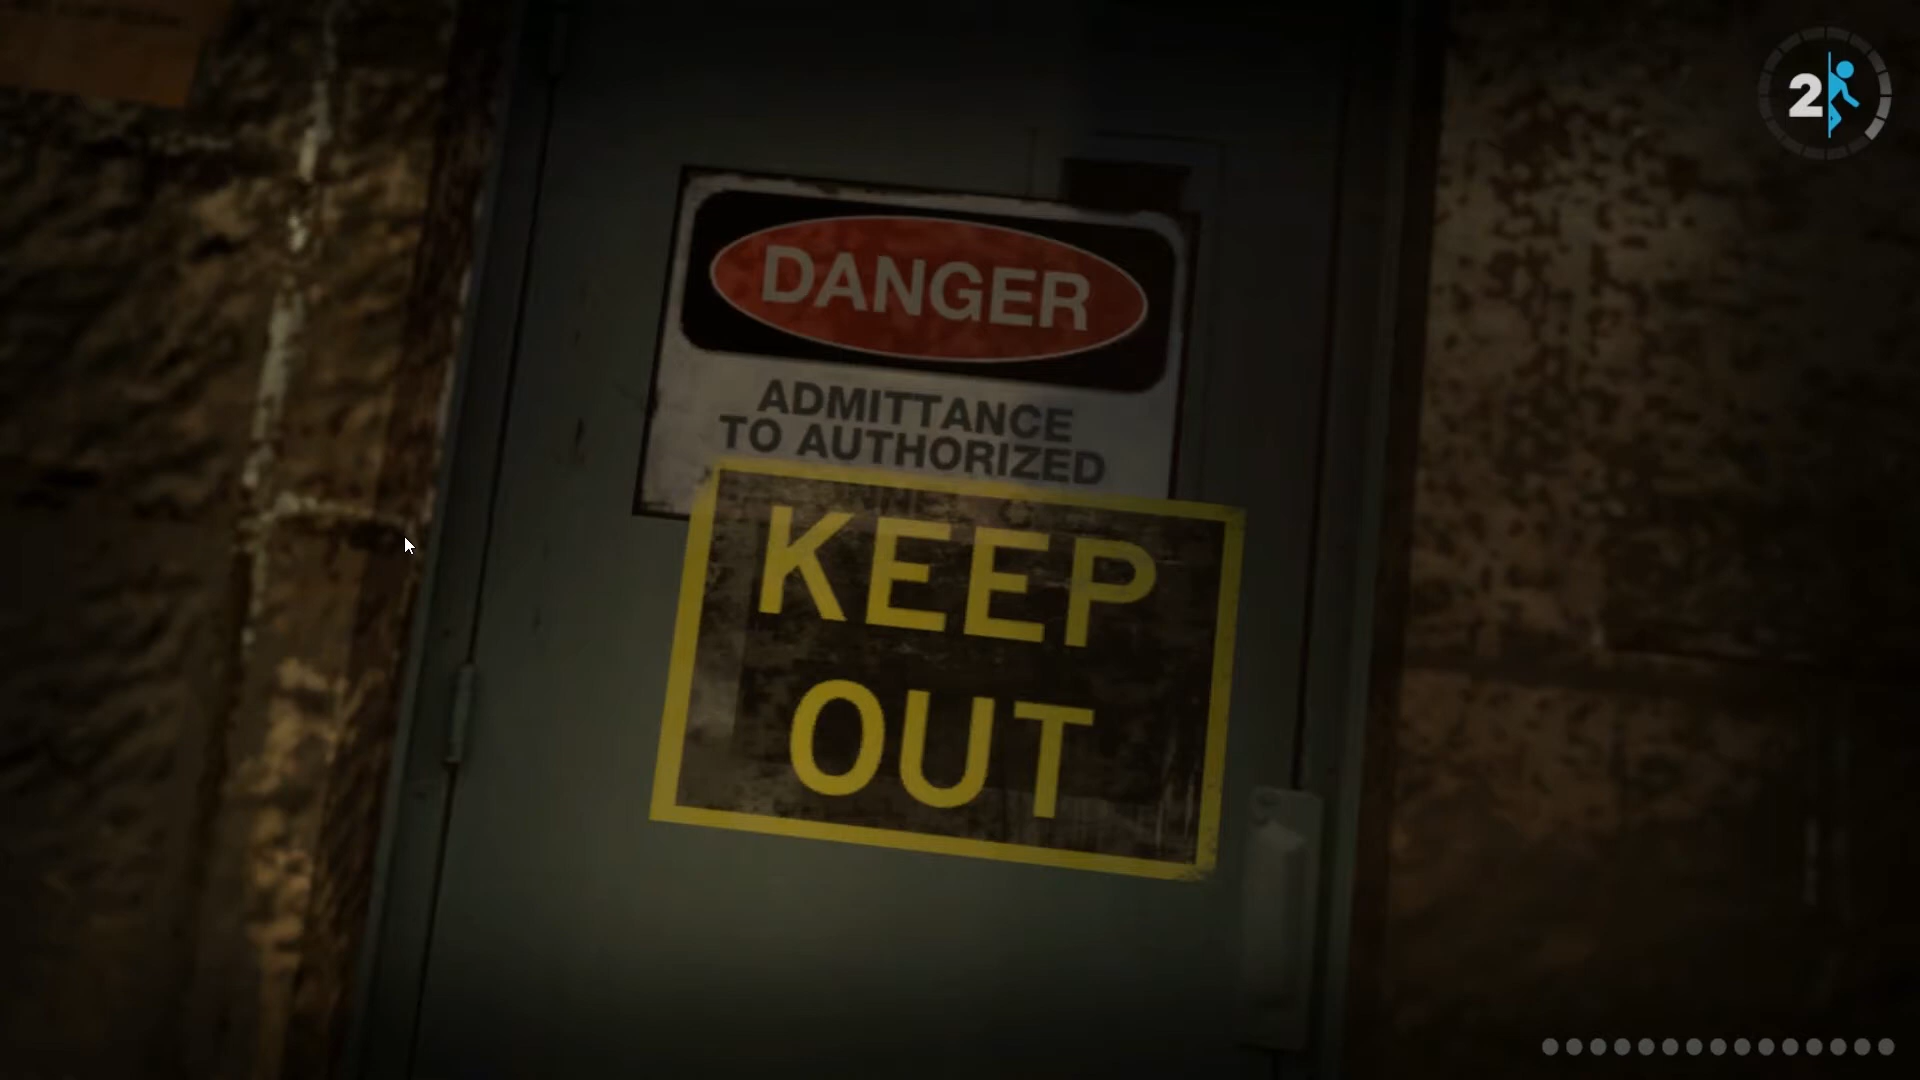 2
DANGER
ADMITTANCE
TO AUTHORIZED
KEEP
OUT